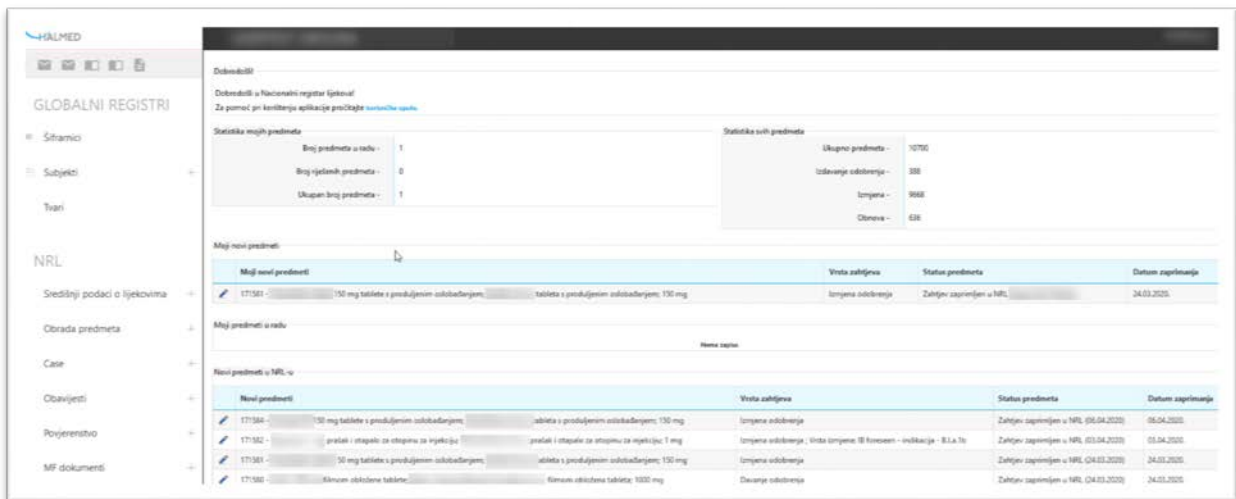 HALMED
GLOBALNI REGISTRI
Šifrarnici
Subjekti
Tvari
NRL
Središnji podaci o lijekovima
Obrada predmeta
Case
Obavijesti
Povjerenstvo
MF dokumenti
Dobrodošli!
Dobrodošli u Nacionalni registar lijekova!
Za pomoć pri korištenju aplikacije pročitajte korisničke upute.
Statistika mojih predmeta
Broj predmeta u radu - 1
Broj riješenih predmeta - 0
Ukupan broj predmeta - 1
Statistika svih predmeta
Ukupno predmeta - 10700
Izdavanje odobrenja - 388
Izmjena - 9668
Obnova - 636
Moji novi predmeti
Moji novi predmeti Vrsta zahtjeva Status predmeta Datum zaprimanja
171581 - 150 mg tablete s produljenim oslobađanjem; tableta s produljenim oslobađanjem; 150 mg Izmjena odobrenja Zahtjev zaprimljen u NRL 24.03.2020.
Moji predmeti u radu
Nema zapisa
Novi predmeti u NRL-u
Novi predmeti Vrsta zahtjeva Status predmeta Datum zaprimanja
171584 - 150 mg tablete s produljenim oslobađanjem; tableta s produljenim oslobađanjem; 150 mg Izmjena odobrenja Zahtjev zaprimljen u NRL (06.04.2020) 06.04.2020.
171582 - prašak i otapalo za otopinu za injekciju; prašak i otapalo za otopinu za injekciju; 1 mg Izmjena odobrenja ; Vrsta izmjene: IB foreseen - indikacija - B.I.a.1b Zahtjev zaprimljen u NRL (03.04.2020) 03.04.2020.
171581 - 50 mg tablete s produljenim oslobađanjem; tableta s produljenim oslobađanjem; 150 mg Izmjena odobrenja Zahtjev zaprimljen u NRL (24.03.2020) 24.03.2020.
171580 - filmom obložene tablete; filmom obložena tableta; 1000 mg Davanje odobrenja Zahtjev zaprimljen u NRL (24.03.2020) 24.03.2020.